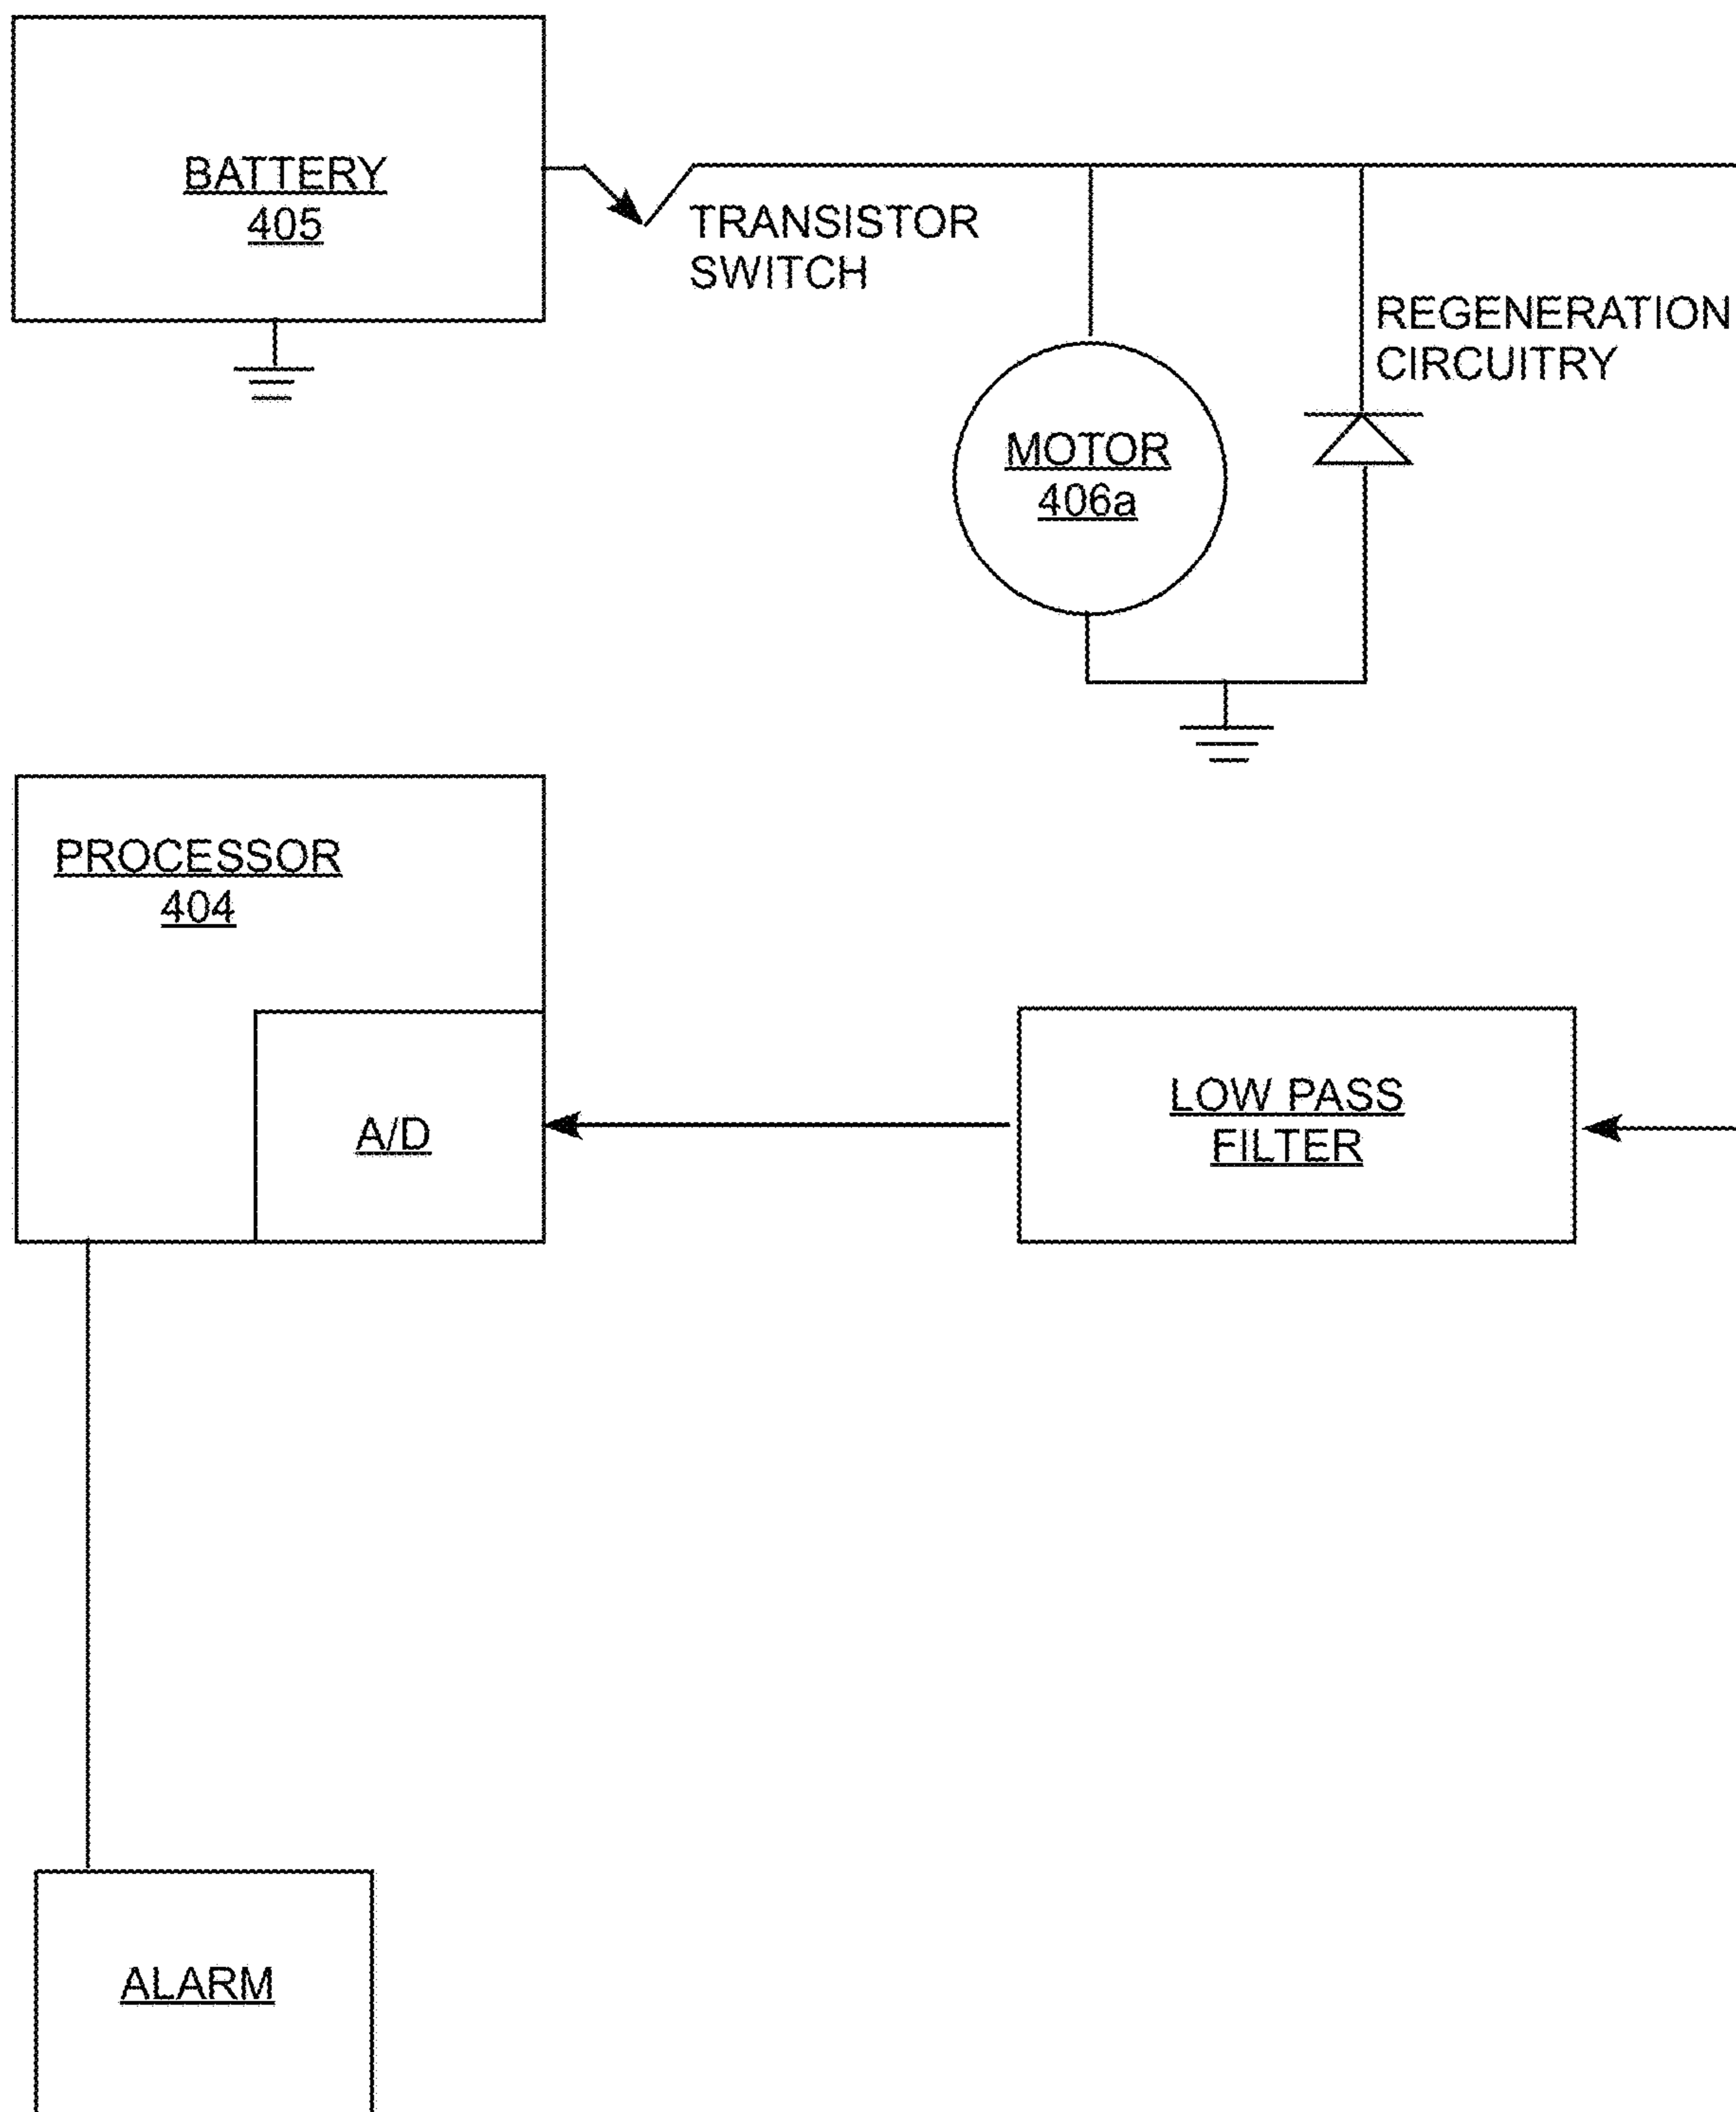 BATTERY
405
TRANSISTOR
SWITCH
REGENERATION
CIRCUITRY
MOTOR
406a
PROCESSOR
404
A/D
LOW PASS
FILTER
ALARM